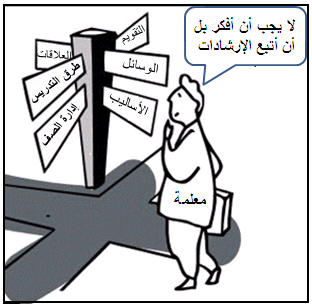 لا يجب أن أفكر بل
أن أتبع الإرشادات
التقويم
العلاقات
الوسائل
طرق التدريس
الأساليب
إدارة الصف
معلمة